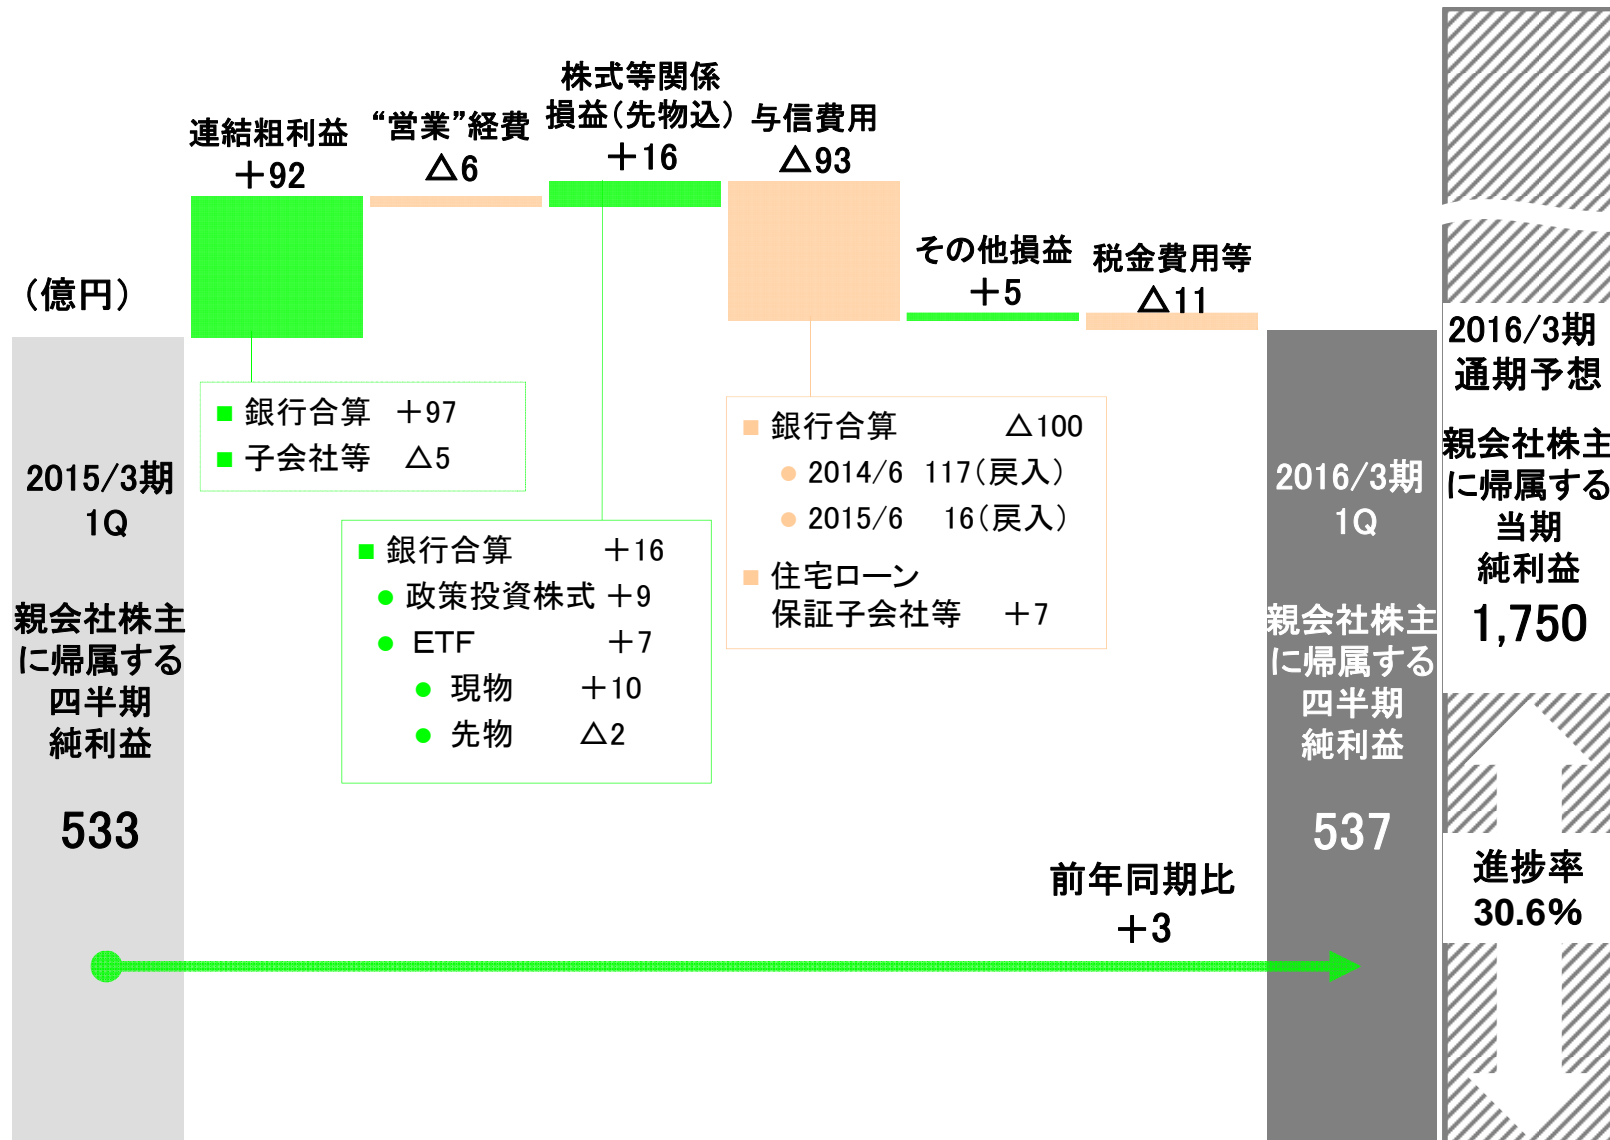 (億円)
2015/3期
1Q
親会社株主
に帰属する
四半期
純利益
533
連結粗利益
+92
■ 銀行合算 +97
■ 子会社等 △5
“営業”経費
△6
株式等関係
損益(先物込)
+16
■ 銀行合算 +16
● 政策投資株式 +9
● ETF +7
● 現物 +10
● 先物 △2
与信費用
△93
■ 銀行合算 △100
● 2014/6 117(戻入)
● 2015/6 16(戻入)
■ 住宅ローン
保証子会社等 +7
その他損益
+5
税金費用等
△11
前年同期比
+3
2016/3期
1Q
親会社株主
に帰属する
四半期
純利益
537
2016/3期
通期予想
親会社株主
に帰属する
当期
純利益
1,750
進捗率
30.6%